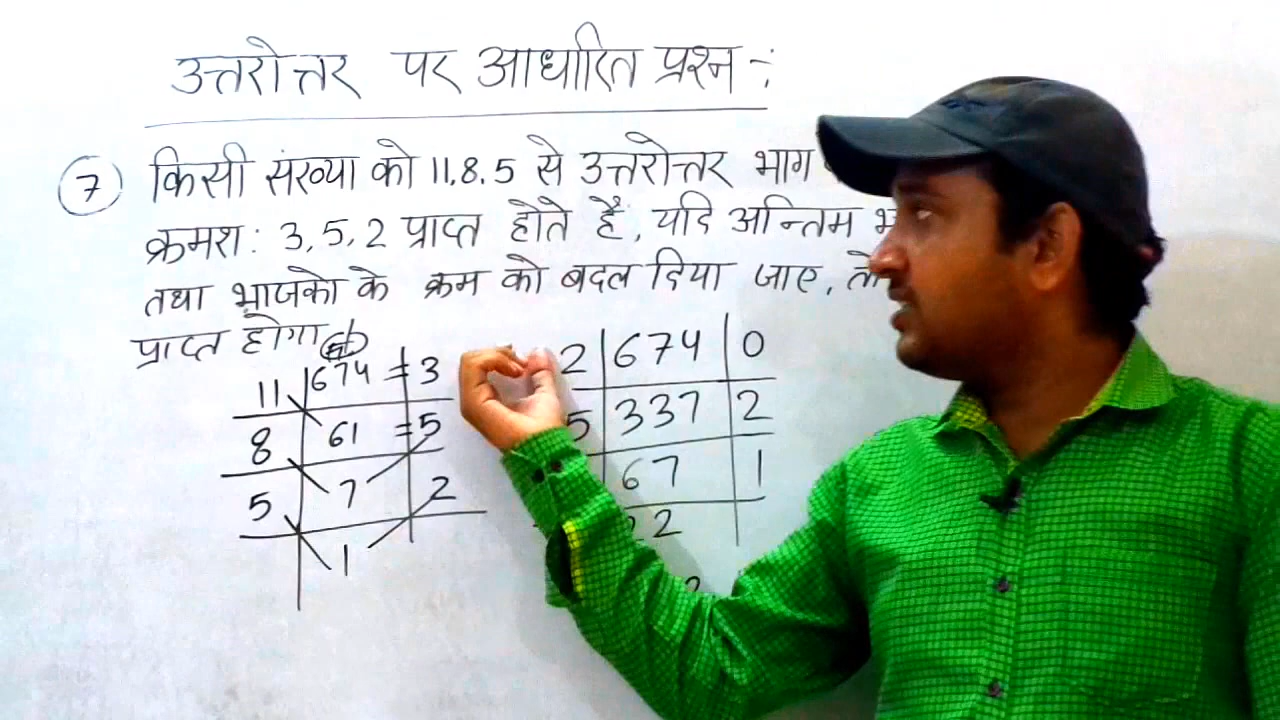 उत्तरोत्तर पर आधारित प्रश्न -:
7 किसी संख्या को 11.8.5 से उत्तरोत्तर भाग
क्रमश: 3,5,2 प्राप्त होते हैं, यदि अन्तिम
तथा भाजको के क्रम को बदल दिया जाए,
प्राप्त होगा
11 674 = 3
8 61 = 5
5 7 2
1
2 674 0
5 337 2
67 1
22